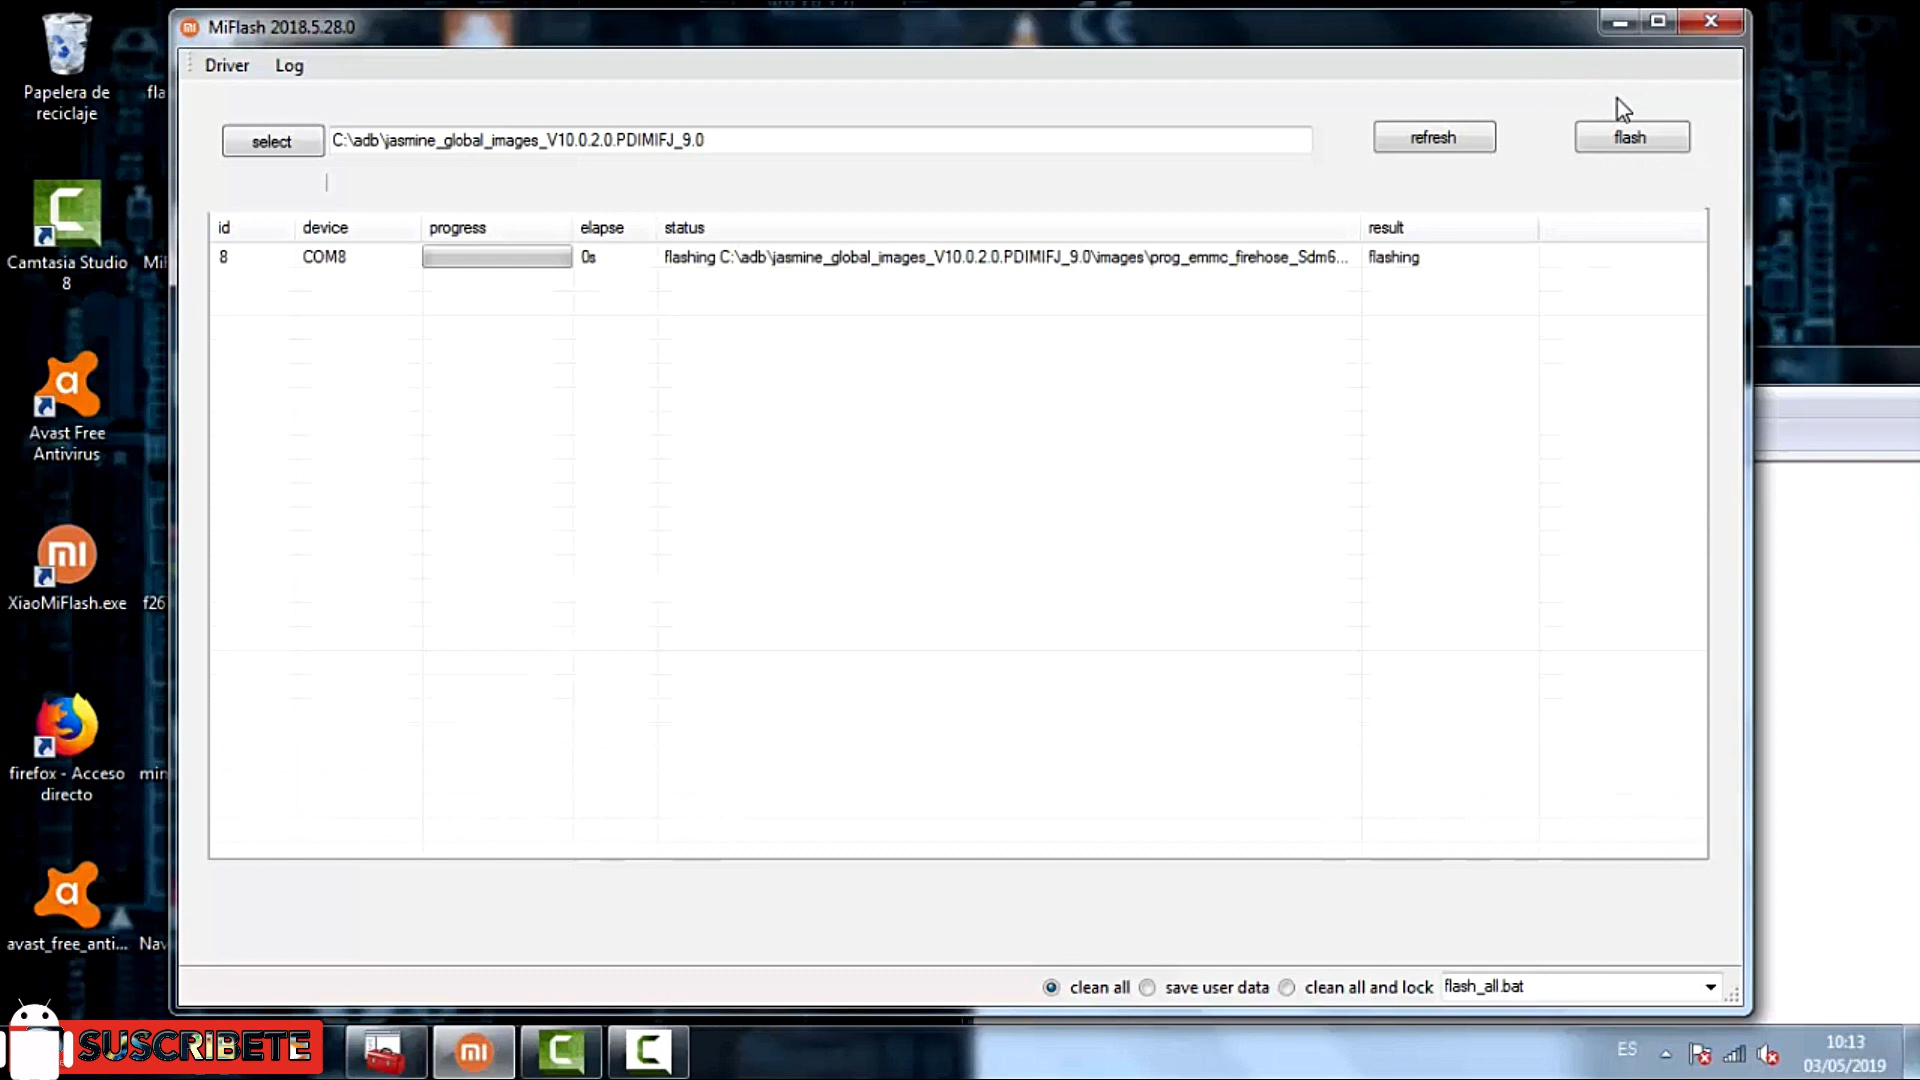 MiFlash 2018.5.28.0
Driver Log
select C:\adb\jasmine_global_images_V10.0.2.0.PDIMIFJ_9.0 refresh flash
id device progress elapse status result
8 COM8 0s flashing C:\adb\jasmine_global_images_V10.0.2.0.PDIMIFJ_9.0\images\prog_emmc_firehose_Sdm6... flashing
clean all save user data clean all and lock flash_all.bat
Papelera de
reciclaje
fla
Camtasia Studio
8
Mi
Avast Free
Antivirus
XiaoMiFlash.exe
f26
firefox - Acceso
directo
min
avast_free_anti...
Nav
SUSCRIBETE
ES
10:13
03/05/2019